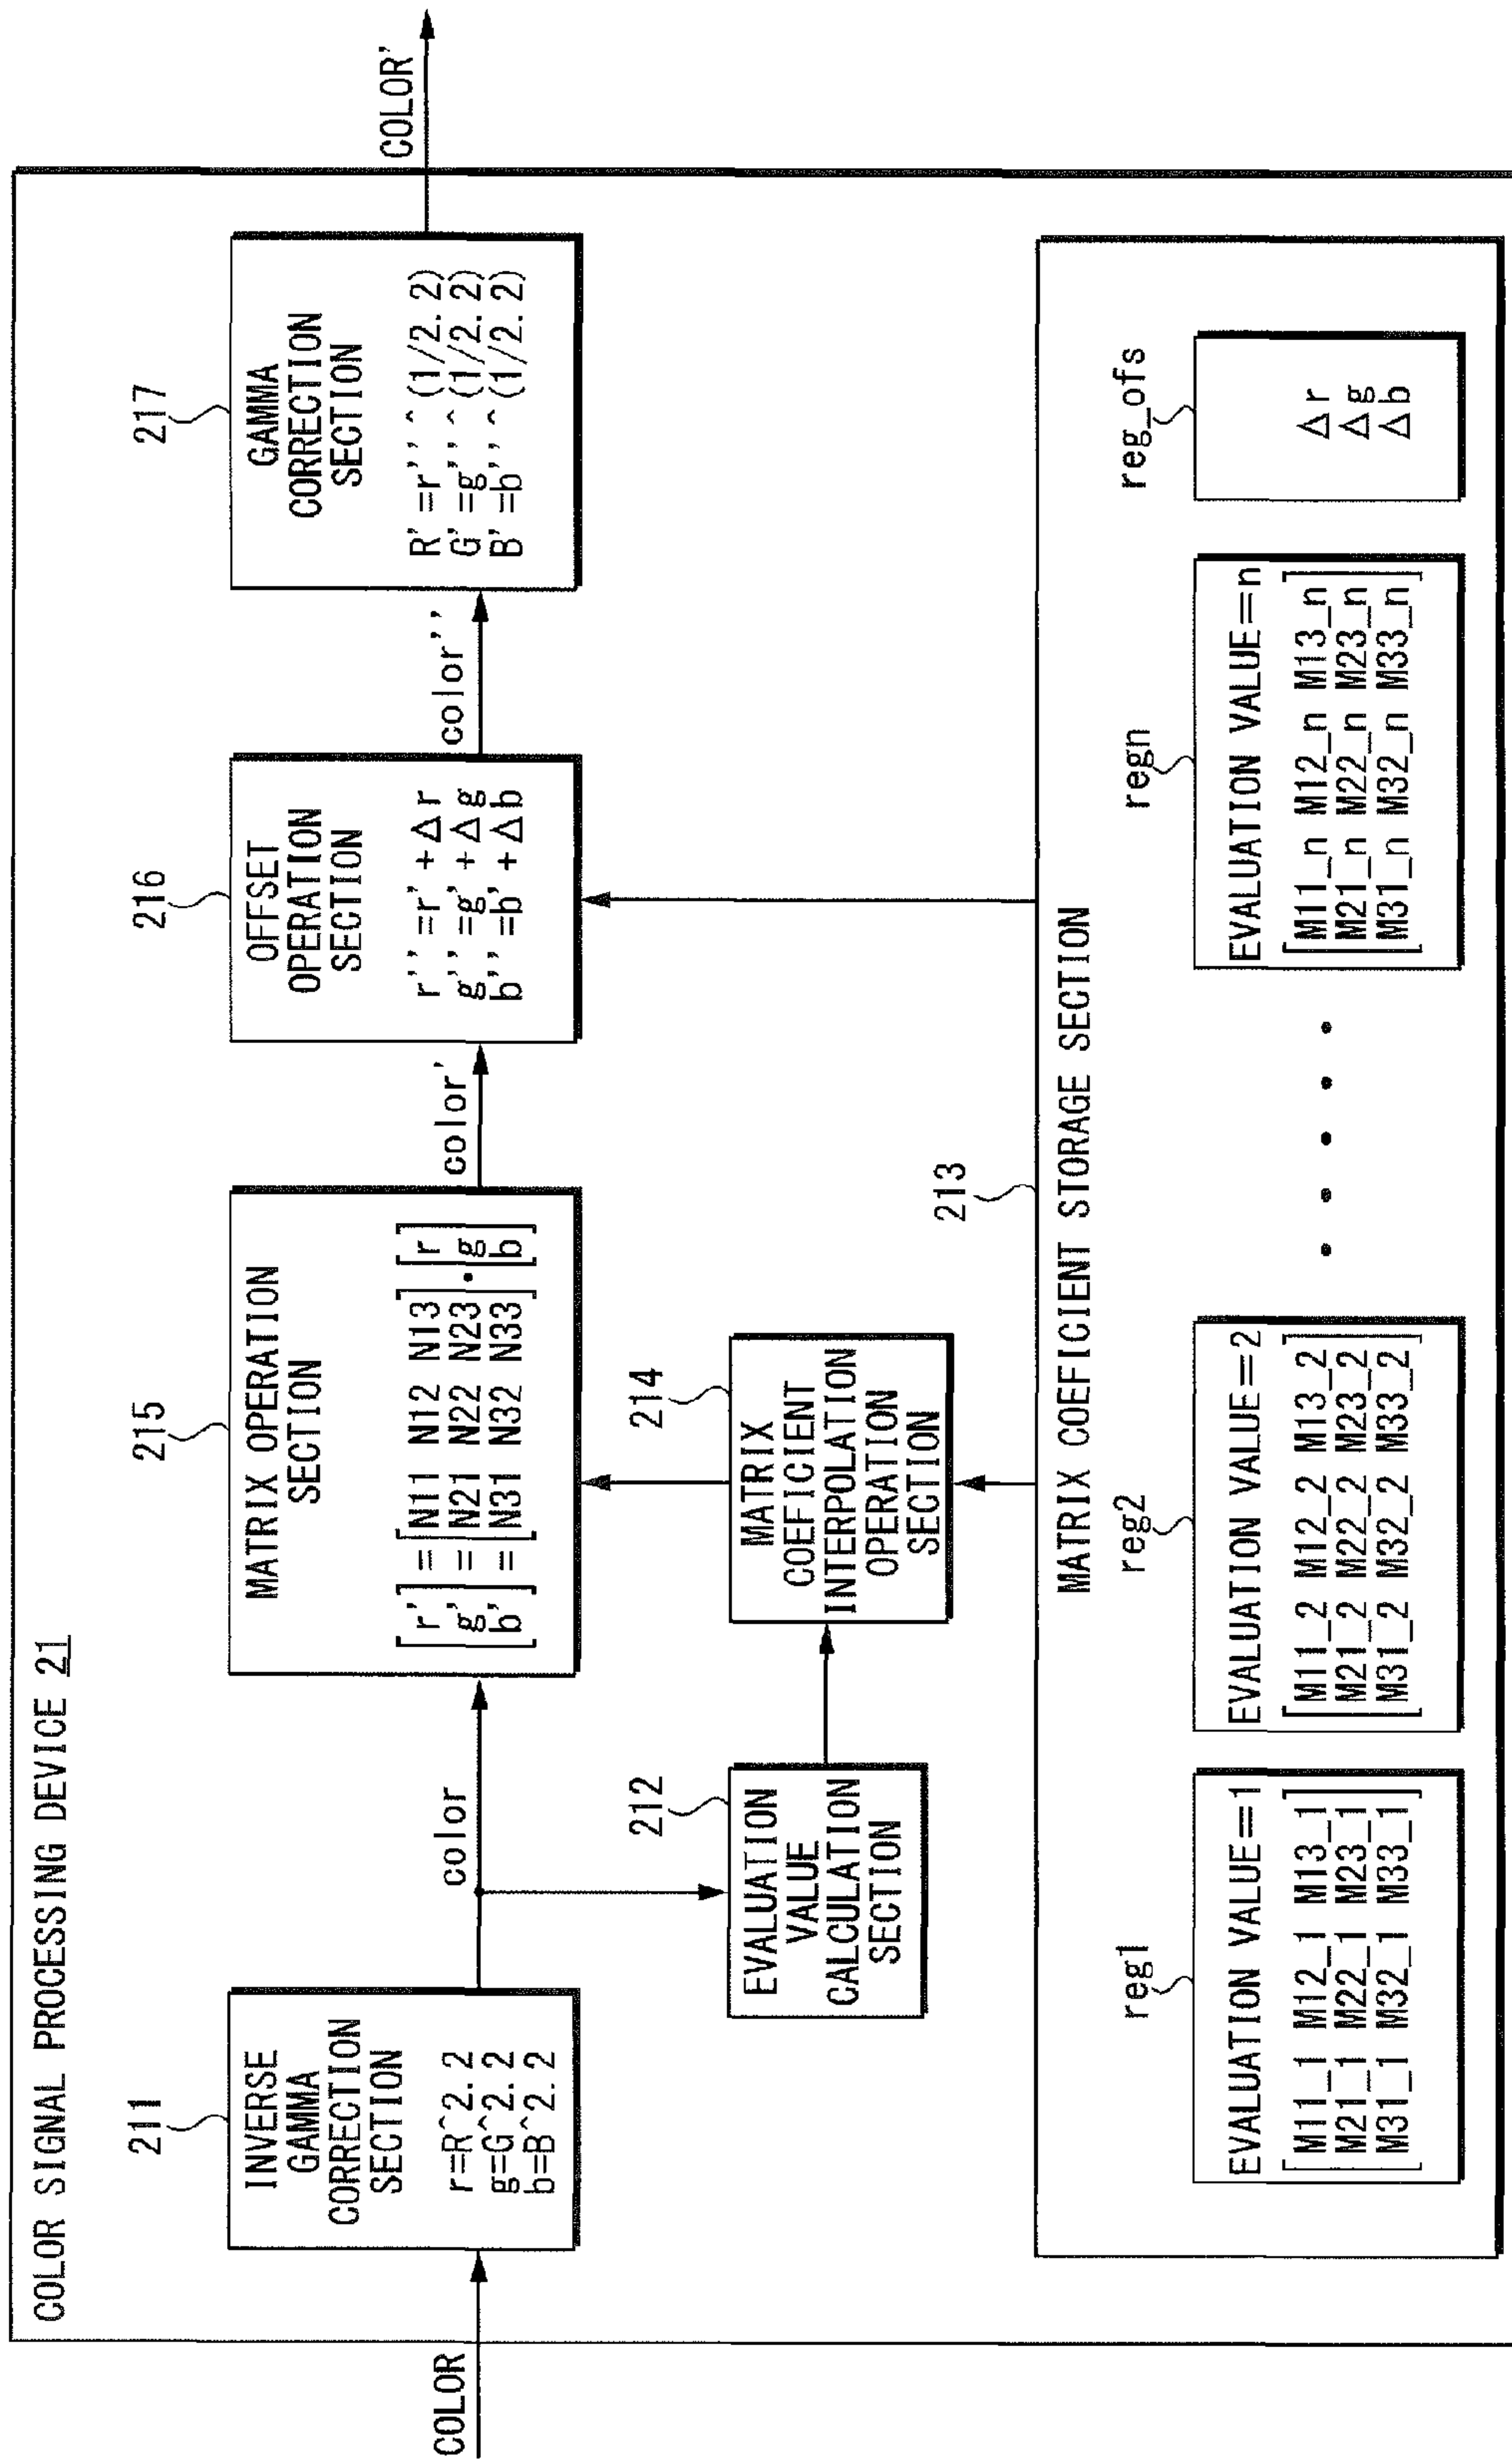 COLOR SIGNAL PROCESSING DEVICE 21
COLOR
211
INVERSE
GAMMA
CORRECTION
SECTION
r=R^2.2
g=G^2.2
b=B^2.2
color
212
EVALUATION
VALUE
CALCULATION
SECTION
215
MATRIX OPERATION
SECTION
[r'] = [N11 N12 N13] [r]
[g'] = [N21 N22 N23]・[g]
[b'] = [N31 N32 N33] [b]
214
MATRIX
COEFICIENT
INTERPOLATION
OPERATION
SECTION
color'
216
OFFSET
OPERATION
SECTION
r''=r'+Δr
g''=g'+Δg
b''=b'+Δb
color''
217
GAMMA
CORRECTION
SECTION
R'=r''^(1/2.2)
G'=g''^(1/2.2)
B'=b''^(1/2.2)
COLOR'
213
MATRIX COEFICIENT STORAGE SECTION
reg1
EVALUATION VALUE=1
[M11_1 M12_1 M13_1]
[M21_1 M22_1 M23_1]
[M31_1 M32_1 M33_1]
reg2
EVALUATION VALUE=2
[M11_2 M12_2 M13_2]
[M21_2 M22_2 M23_2]
[M31_2 M32_2 M33_2]
・・・・・
regn
EVALUATION VALUE=n
[M11_n M12_n M13_n]
[M21_n M22_n M23_n]
[M31_n M32_n M33_n]
reg_ofs
Δr
Δg
Δb